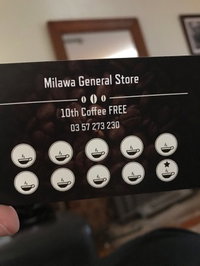 Milawa General Store
10th Coffee FREE
03 57 273 230